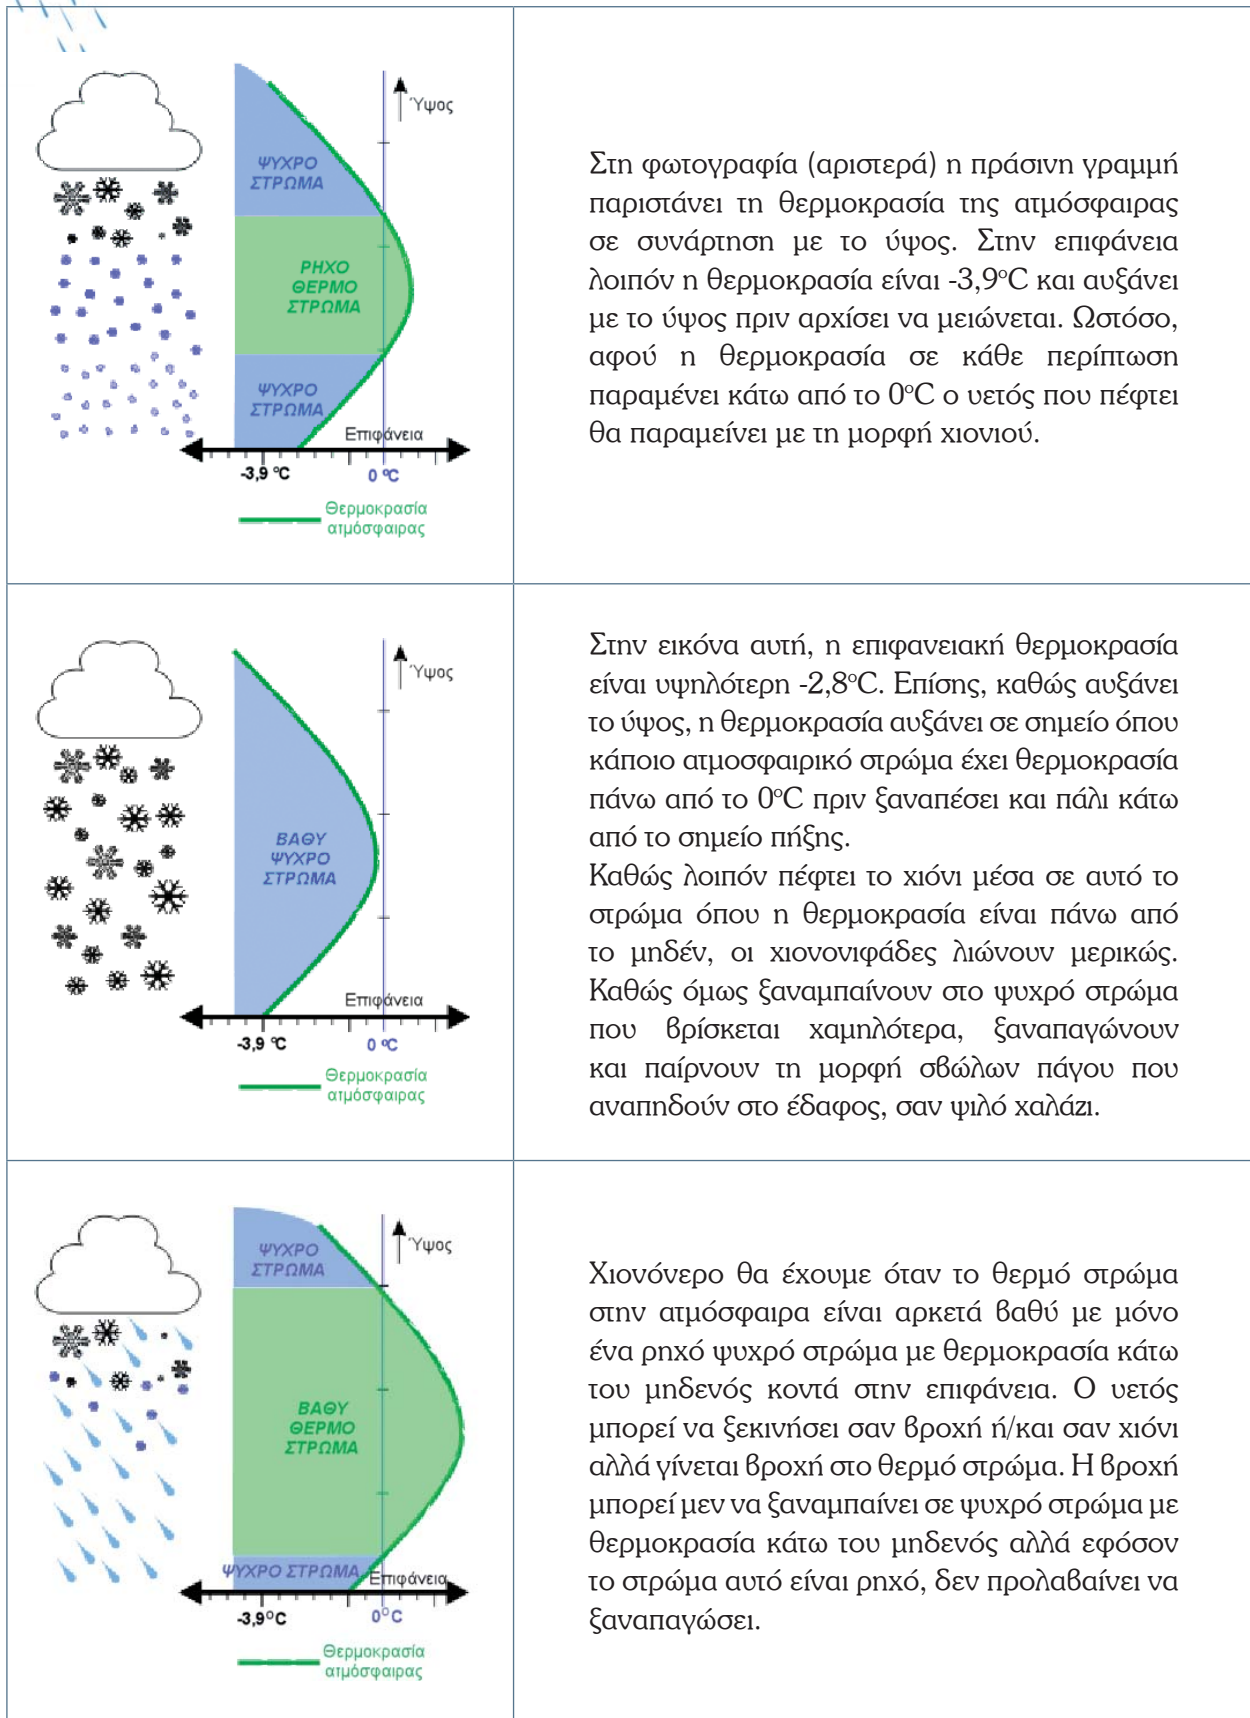 Ύψος
ΨΥΧΡΟ
ΣΤΡΩΜΑ
ΡΗΧΟ
ΘΕΡΜΟ
ΣΤΡΩΜΑ
ΨΥΧΡΟ
ΣΤΡΩΜΑ
Επιφάνεια
-3,9 °C
0 °C
Θερμοκρασία
ατμόσφαιρας
Στη φωτογραφία (αριστερά) η πράσινη γραμμή
παριστάνει τη θερμοκρασία της ατμόσφαιρας
σε συνάρτηση με το ύψος. Στην επιφάνεια
λοιπόν η θερμοκρασία είναι -3,9°C και αυξάνει
με το ύψος πριν αρχίσει να μειώνεται. Ωστόσο,
αφού η θερμοκρασία σε κάθε περίπτωση
παραμένει κάτω από το 0°C ο υετός που πέφτει
θα παραμείνει με τη μορφή χιονιού.
Ύψος
ΒΑΘΥ
ΨΥΧΡΟ
ΣΤΡΩΜΑ
Επιφάνεια
-3,9 °C
0 °C
Θερμοκρασία
ατμόσφαιρας
Στην εικόνα αυτή, η επιφανειακή θερμοκρασία
είναι υψηλότερη -2,8°C. Επίσης, καθώς αυξάνει
το ύψος, η θερμοκρασία αυξάνει σε σημείο όπου
κάποιο ατμοσφαιρικό στρώμα έχει θερμοκρασία
πάνω από το 0°C πριν ξαναπέσει και πάλι κάτω
από το σημείο πήξης.
Καθώς λοιπόν πέφτει το χιόνι μέσα σε αυτό το
στρώμα όπου η θερμοκρασία είναι πάνω από
το μηδέν, οι χιονονιφάδες λιώνουν μερικώς.
Καθώς όμως ξαναμπαίνουν στο ψυχρό στρώμα
που βρίσκεται χαμηλότερα, ξαναπαγώνουν
και παίρνουν τη μορφή σβώλων πάγου που
αναπηδούν στο έδαφος, σαν ψιλό χαλάζι.
Ύψος
ΨΥΧΡΟ
ΣΤΡΩΜΑ
ΒΑΘΥ
ΘΕΡΜΟ
ΣΤΡΩΜΑ
ΨΥΧΡΟ ΣΤΡΩΜΑ
Επιφάνεια
-3,9°C
0°C
Θερμοκρασία
ατμόσφαιρας
Χιονόνερο θα έχουμε όταν το θερμό στρώμα
στην ατμόσφαιρα είναι αρκετά βαθύ με μόνο
ένα ρηχό ψυχρό στρώμα με θερμοκρασία κάτω
του μηδενός κοντά στην επιφάνεια. Ο υετός
μπορεί να ξεκινήσει σαν βροχή ή/και σαν χιόνι
αλλά γίνεται βροχή στο θερμό στρώμα. Η βροχή
μπορεί μεν να ξαναμπαίνει σε ψυχρό στρώμα με
θερμοκρασία κάτω του μηδενός αλλά εφόσον
το στρώμα αυτό είναι ρηχό, δεν προλαβαίνει να
ξαναπαγώσει.